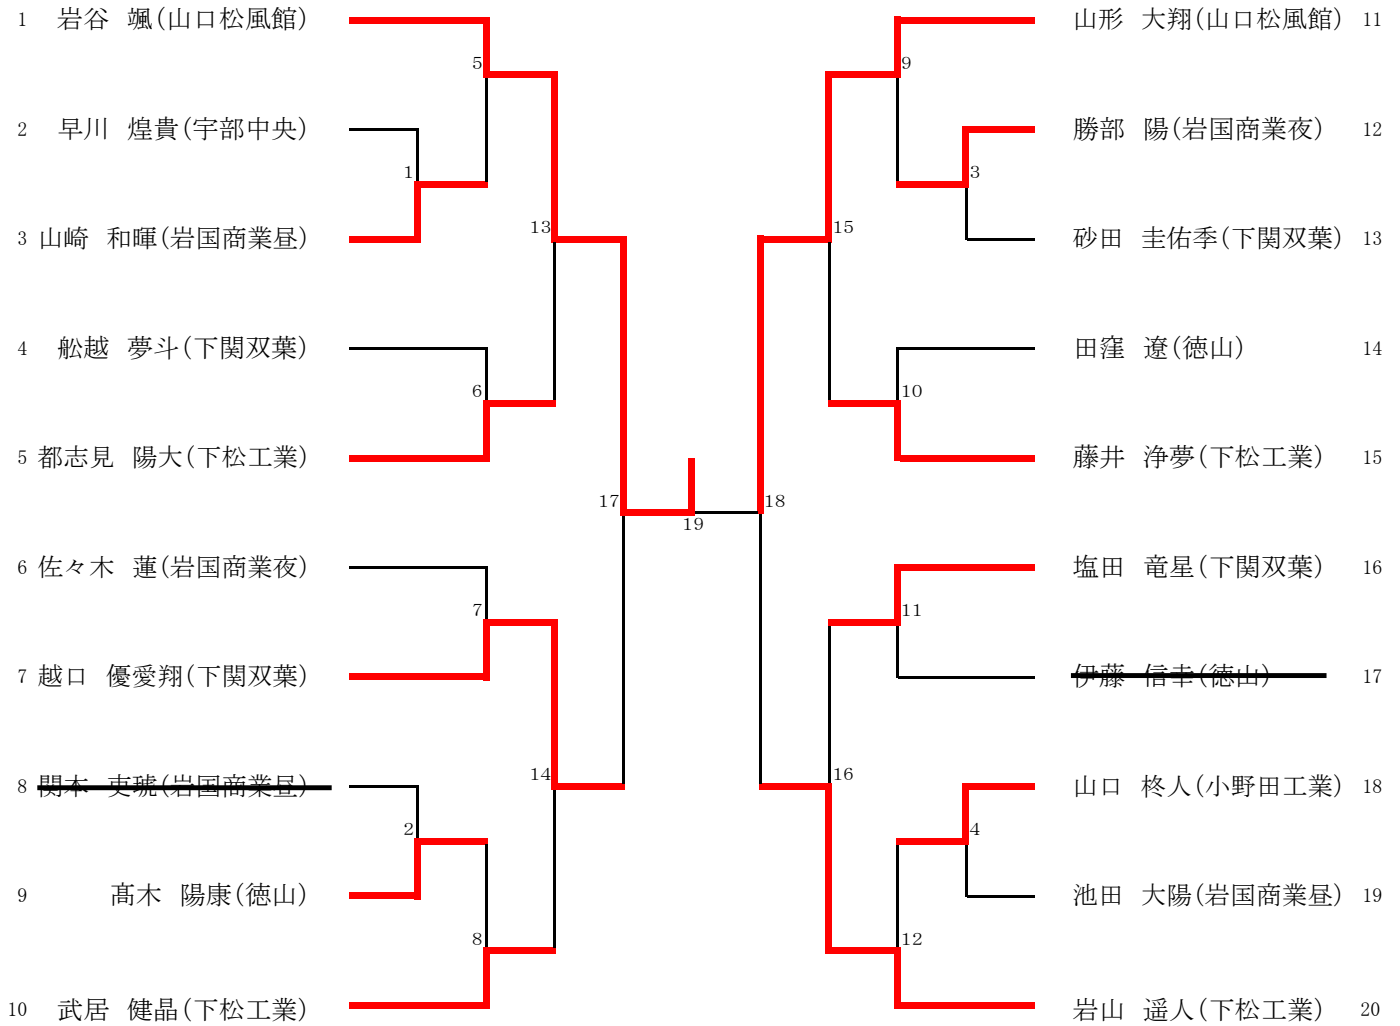 1 岩谷 颯(山口松風館)
2 早川 煌貴(宇部中央)
3 山崎 和暉(岩国商業昼)
4 舩越 夢斗(下関双葉)
5 都志見 陽大(下松工業)
6 佐々木 蓮(岩国商業夜)
7 越口 優愛翔(下関双葉)
8 関本 吏琥(岩国商業昼)
9 髙木 陽康(徳山)
10 武居 健晶(下松工業)
5
1
13
6
17
7
14
2
8
19
9
3
15
10
18
11
16
4
12
山形 大翔(山口松風館) 11
勝部 陽(岩国商業夜) 12
砂田 圭佑季(下関双葉) 13
田窪 遼(徳山) 14
藤井 浄夢(下松工業) 15
塩田 竜星(下関双葉) 16
伊藤 信幸(徳山) 17
山口 柊人(小野田工業) 18
池田 大陽(岩国商業昼) 19
岩山 遥人(下松工業) 20